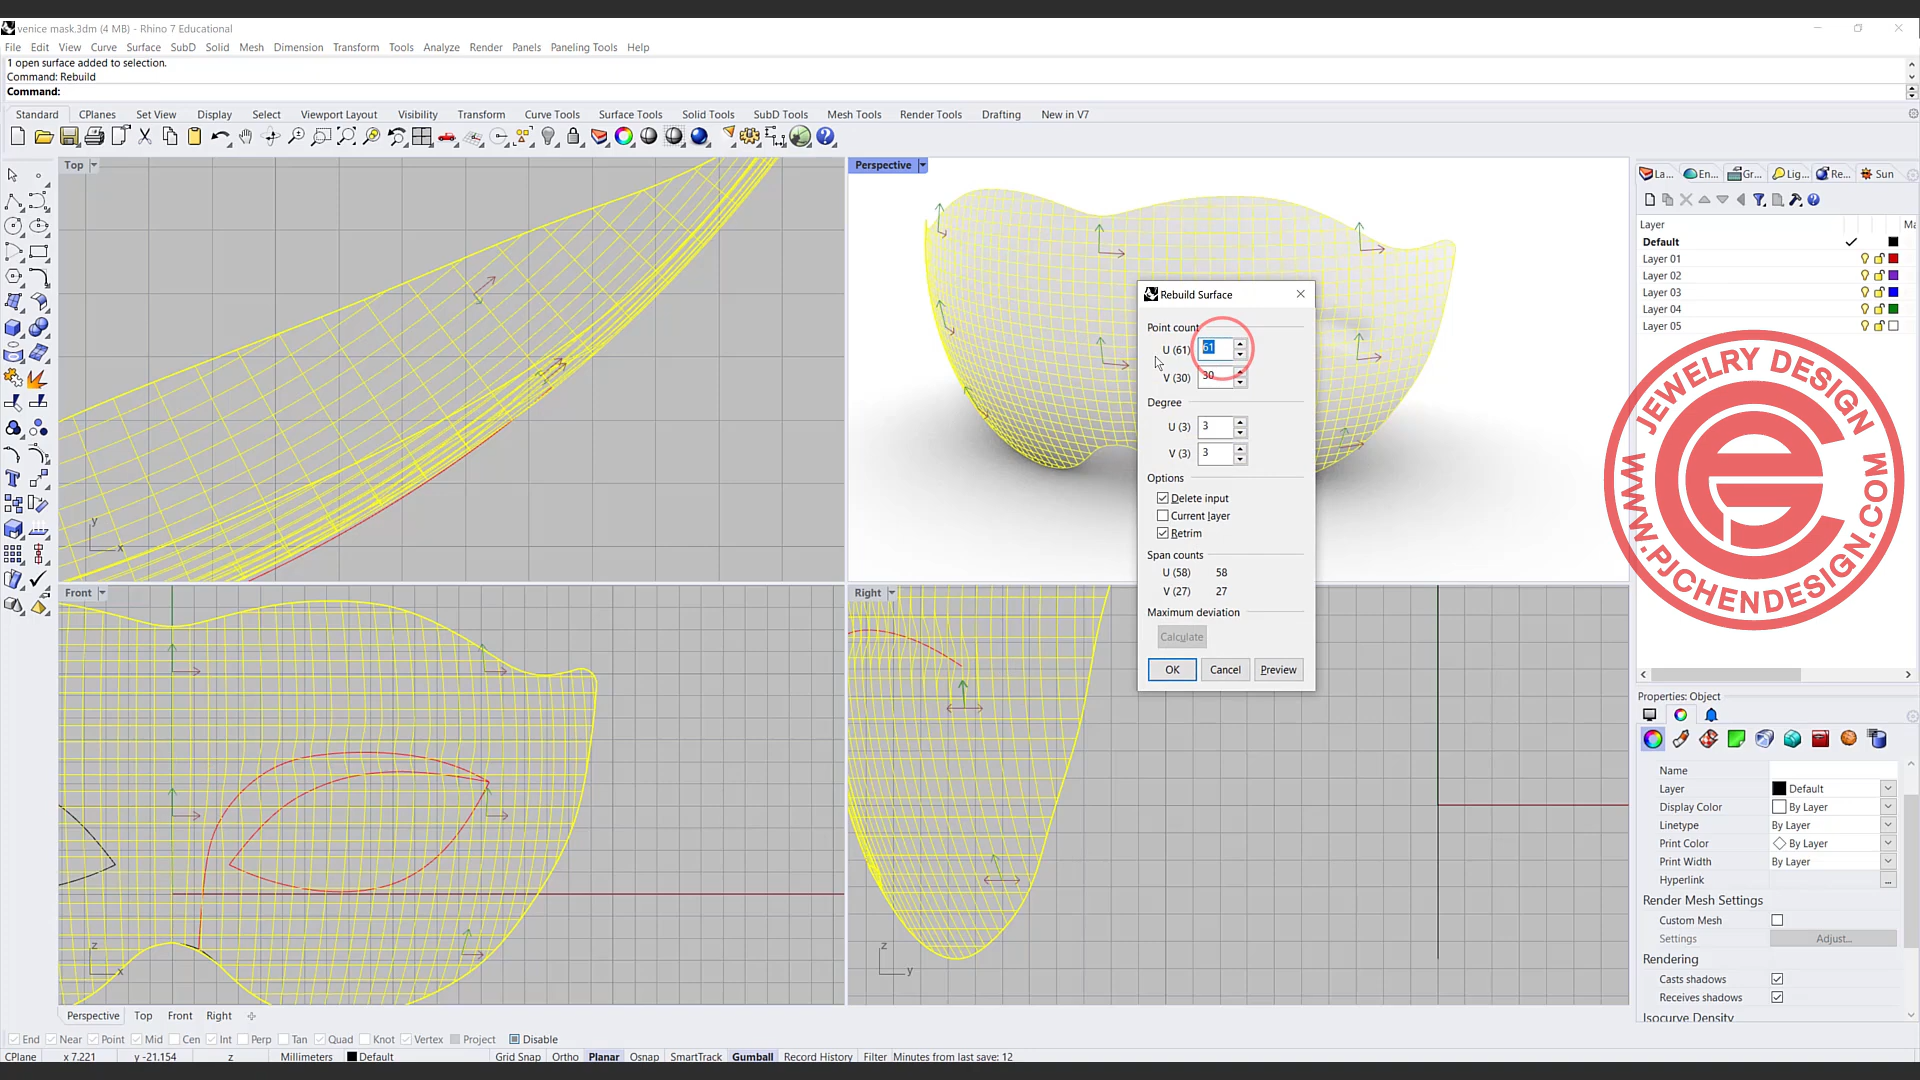 venice mask.3dm (4 MB) - Rhino 7 Educational
File Edit View Curve Surface SubD Solid Mesh Dimension Transform Tools Analyze Render Panels Paneling Tools Help
1 open surface added to selection.
Command: Rebuild
Command:
Standard CPlanes Set View Display Select Viewport Layout Visibility Transform Curve Tools Surface Tools Solid Tools SubD Tools Mesh Tools Render Tools Drafting New in V7
Top
Perspective
y
x
Front
z
x
Right
z
y
Rebuild Surface
Point count
U (61) 61
V (30) 30
Degree
U (3) 3
V (3) 3
Options
Delete input
Current layer
Retrim
Span counts
U (58) 58
V (27) 27
Maximum deviation
Calculate
OK Cancel Preview
La... En... Gr... Lig... Re... Sun
Layer Ma
Default
Layer 01
Layer 02
Layer 03
Layer 04
Layer 05
JEWELRY DESIGN
WWW.PJCHENDESIGN.COM
Properties: Object
Name
Layer Default
Display Color By Layer
Linetype By Layer
Print Color By Layer
Print Width By Layer
Hyperlink ...
Render Mesh Settings
Custom Mesh
Settings Adjust...
Rendering
Casts shadows
Receives shadows
Isocurve Density
Perspective Top Front Right
End Near Point Mid Cen Int Perp Tan Quad Knot Vertex Project Disable
CPlane x 7.221 y -21.154 z Millimeters Default Grid Snap Ortho Planar Osnap SmartTrack Gumball Record History Filter Minutes from last save: 12